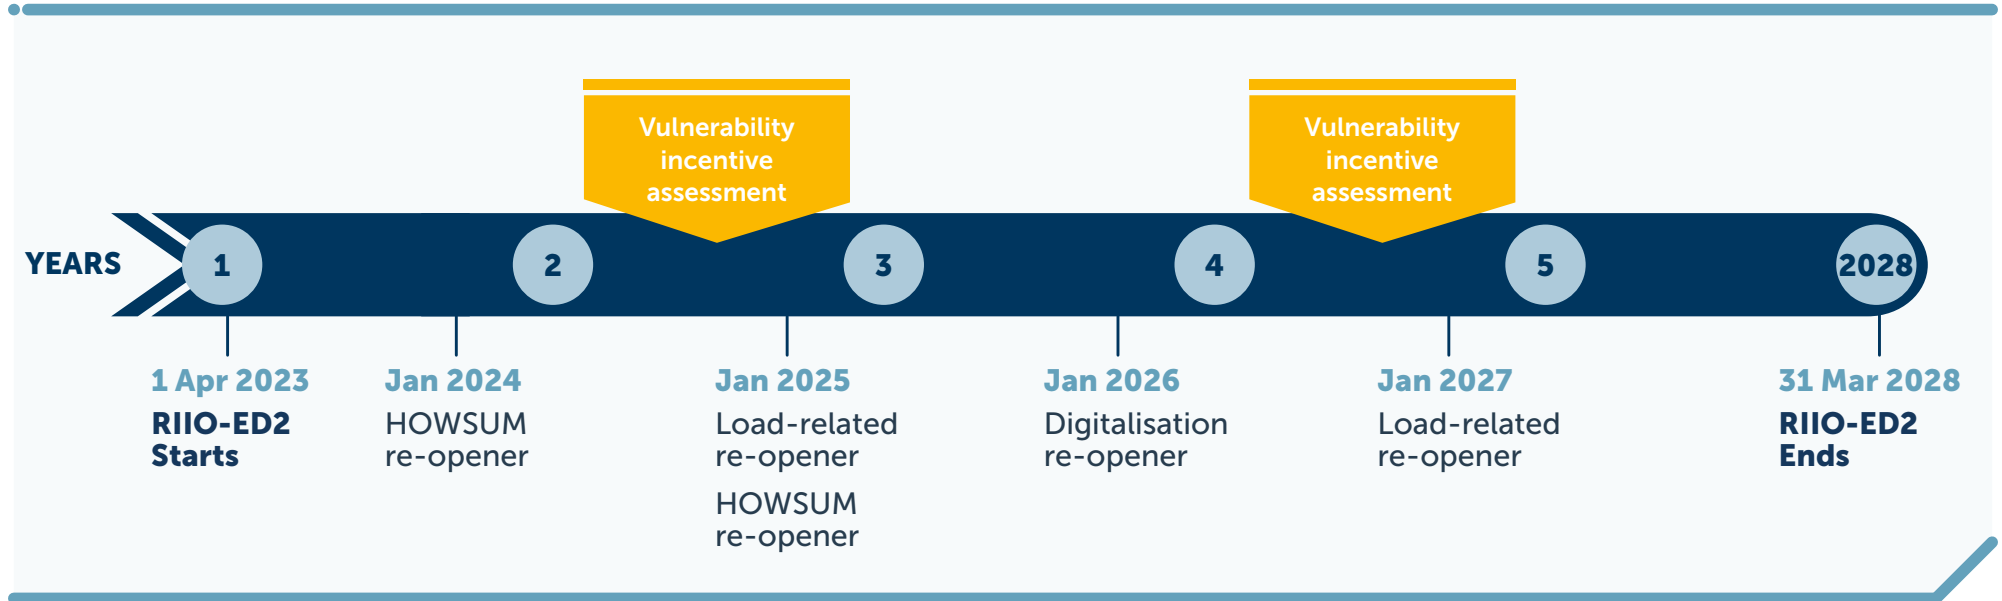 Vulnerability
incentive
assessment
Vulnerability
incentive
assessment
YEARS
1
2
3
4
5
2028
1 Apr 2023
RIIO-ED2
Starts
Jan 2024
HOWSUM
re-opener
Jan 2025
Load-related
re-opener
HOWSUM
re-opener
Jan 2026
Digitalisation
re-opener
Jan 2027
Load-related
re-opener
31 Mar 2028
RIIO-ED2
Ends